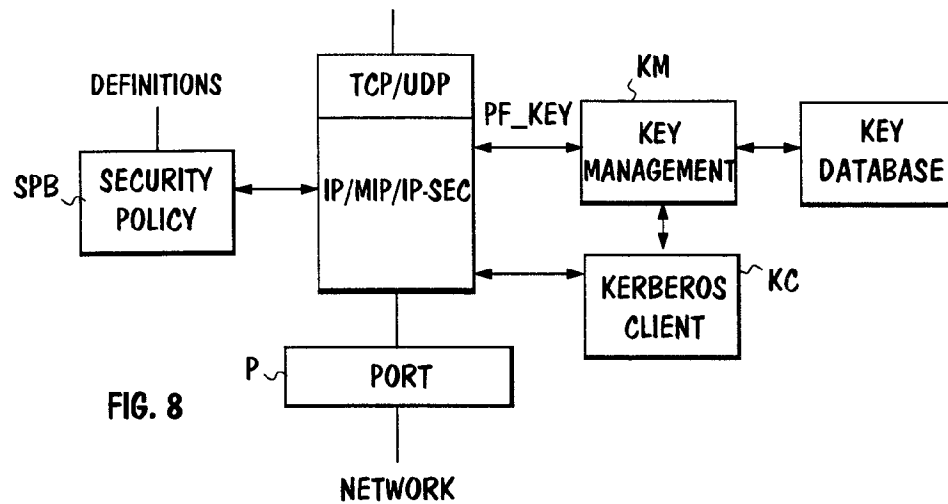 DEFINITIONS
SPB
SECURITY
POLICY
TCP/UDP
IP/MIP/IP-SEC
PF_KEY
KM
KEY
MANAGEMENT
KEY
DATABASE
KERBEROS
CLIENT
KC
P
PORT
FIG. 8
NETWORK